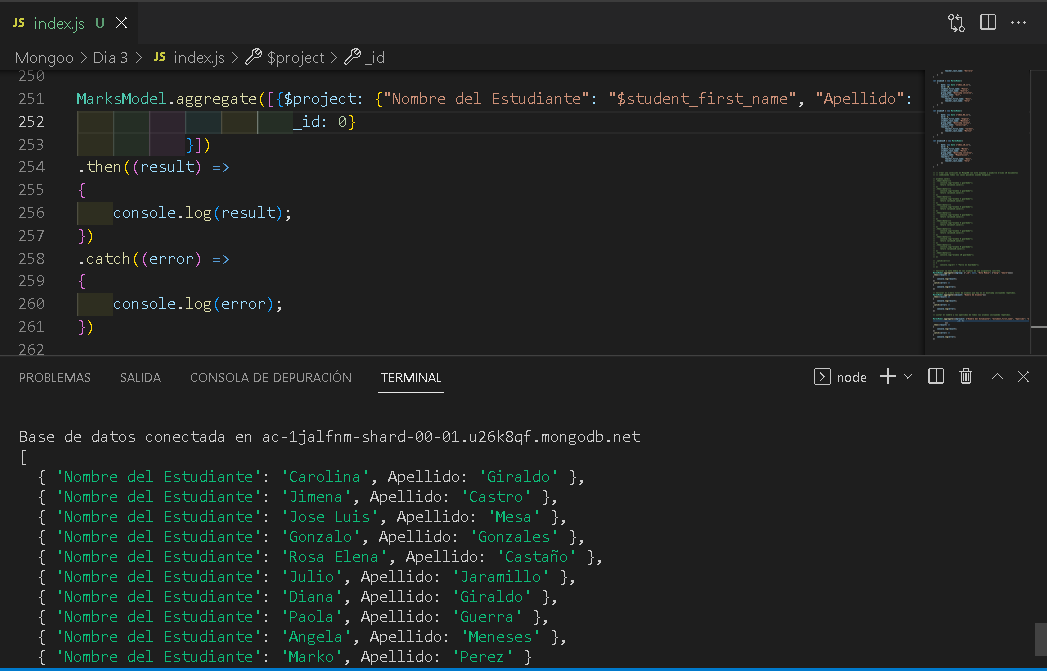 JS index.js U
Mongoo > Dia 3 > JS index.js > $project > _id
250
251 MarksModel.aggregate([{$project: {"Nombre del Estudiante": "$student_first_name", "Apellido":
252 _id: 0}
253 }])
254 .then((result) =>
255 {
256 console.log(result);
257 })
258 .catch((error) =>
259 {
260 console.log(error);
261 })
262
PROBLEMAS SALIDA CONSOLA DE DEPURACIÓN TERMINAL node
Base de datos conectada en ac-1jalfnm-shard-00-01.u26k8qf.mongodb.net
[
{ 'Nombre del Estudiante': 'Carolina', Apellido: 'Giraldo' },
{ 'Nombre del Estudiante': 'Jimena', Apellido: 'Castro' },
{ 'Nombre del Estudiante': 'Jose Luis', Apellido: 'Mesa' },
{ 'Nombre del Estudiante': 'Gonzalo', Apellido: 'Gonzales' },
{ 'Nombre del Estudiante': 'Rosa Elena', Apellido: 'Castaño' },
{ 'Nombre del Estudiante': 'Julio', Apellido: 'Jaramillo' },
{ 'Nombre del Estudiante': 'Diana', Apellido: 'Giraldo' },
{ 'Nombre del Estudiante': 'Paola', Apellido: 'Guerra' },
{ 'Nombre del Estudiante': 'Angela', Apellido: 'Meneses' },
{ 'Nombre del Estudiante': 'Marko', Apellido: 'Perez' }